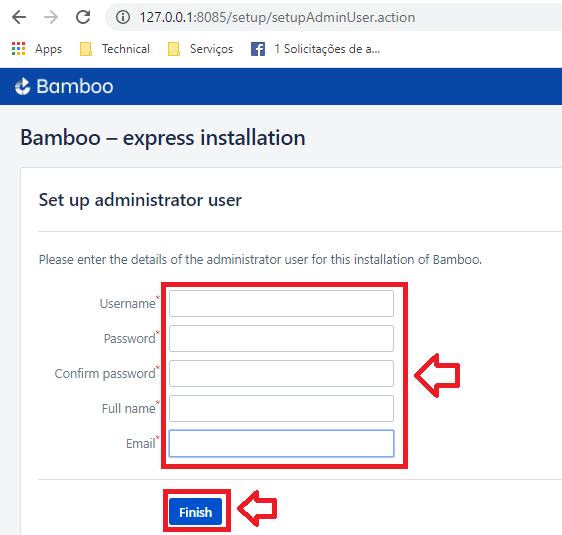 127.0.0.1:8085/setup/setupAdminUser.action
Apps Technical Serviços 1 Solicitações de a...
Bamboo
Bamboo – express installation
Set up administrator user
Please enter the details of the administrator user for this installation of Bamboo.
Username*
Password*
Confirm password*
Full name*
Email*
Finish